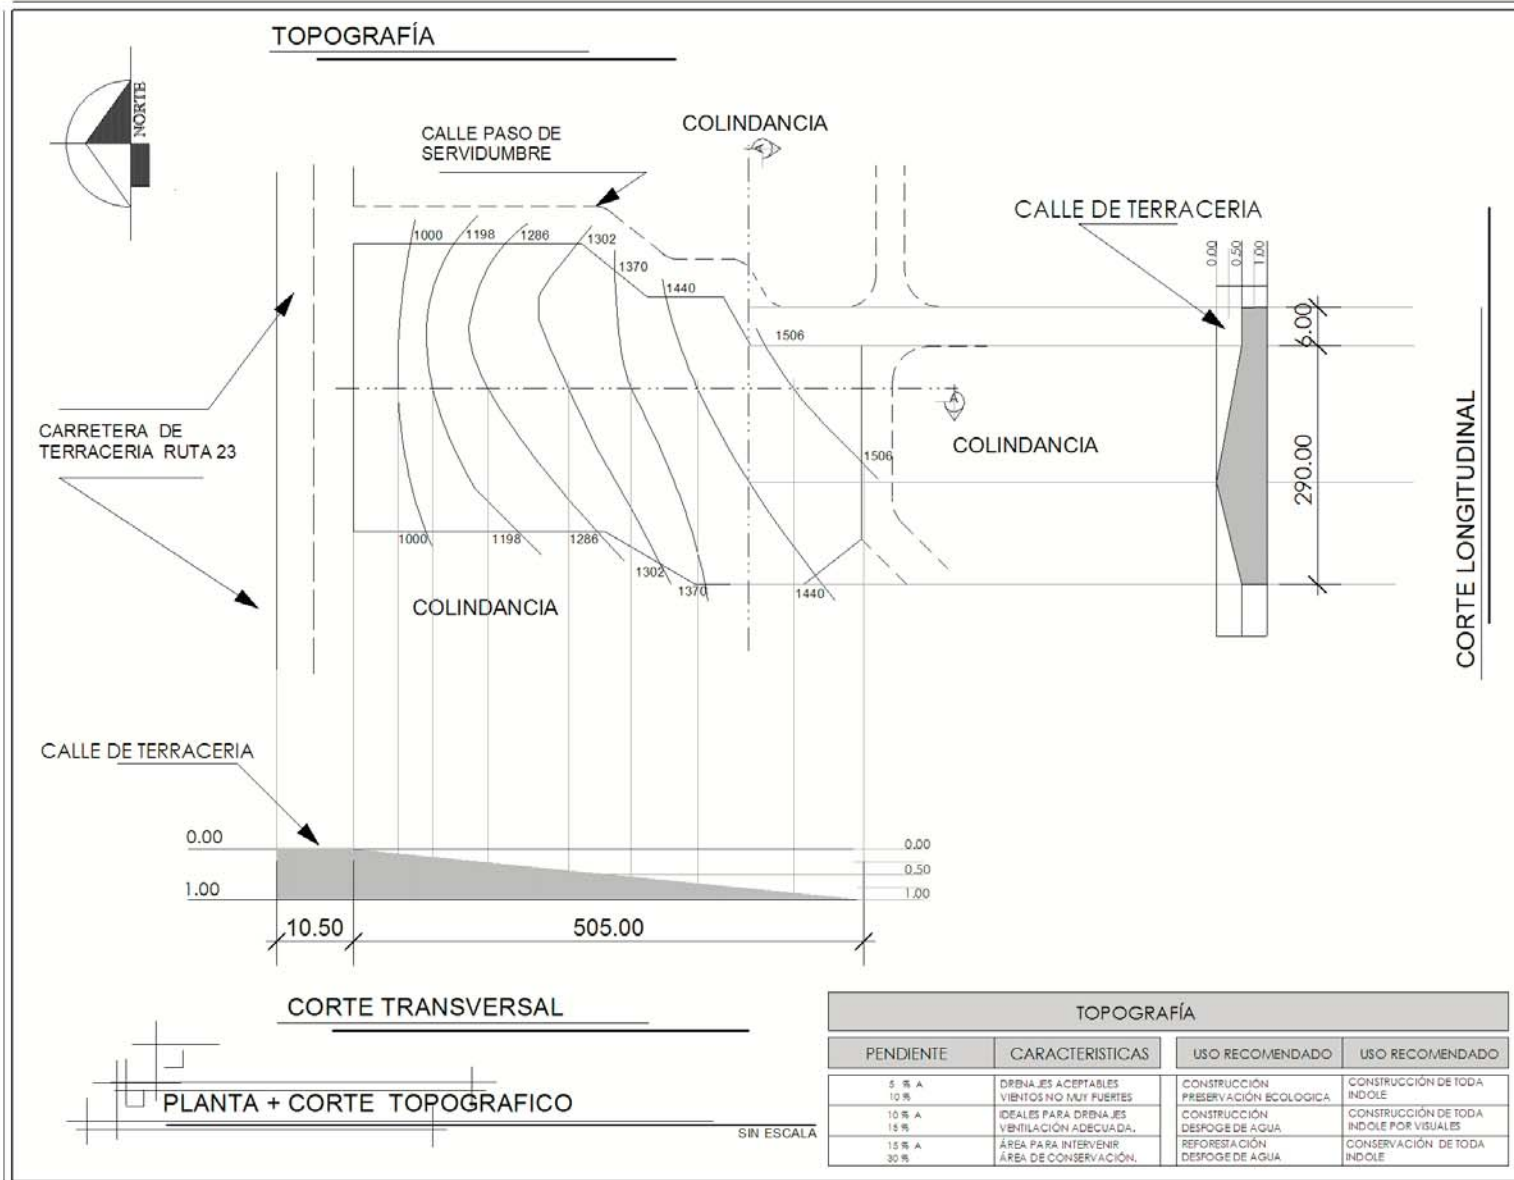 TOPOGRAFÍA
NORTE
CALLE PASO DE
SERVIDUMBRE
COLINDANCIA
A
CALLE DE TERRACERIA
0.00
0.50
1.00
1000
1198
1286
1302
1370
1440
1506
6.00
290.00
CORTE LONGITUDINAL
A
COLINDANCIA
1506
CARRETERA DE
TERRACERIA RUTA 23
1000
1198
1286
1302
1370
1440
COLINDANCIA
CALLE DE TERRACERIA
0.00
1.00
0.00
0.50
1.00
10.50
505.00
CORTE TRANSVERSAL
PLANTA + CORTE TOPOGRAFICO
SIN ESCALA
TOPOGRAFÍA
PENDIENTE CARACTERISTICAS USO RECOMENDADO USO RECOMENDADO
5 % A DRENAJES ACEPTABLES CONSTRUCCIÓN CONSTRUCCIÓN DE TODA
10 % VIENTOS NO MUY FUERTES PRESERVACIÓN ECOLOGICA INDOLE
10 % A IDEALES PARA DRENAJES CONSTRUCCIÓN CONSTRUCCIÓN DE TODA
15 % VENTILACIÓN ADECUADA. DESFOGE DE AGUA INDOLE POR VISUALES
15 % A ÁREA PARA INTERVENIR REFORESTACIÓN CONSERVACIÓN DE TODA
30 % ÁREA DE CONSERVACIÓN. DESFOGE DE AGUA INDOLE